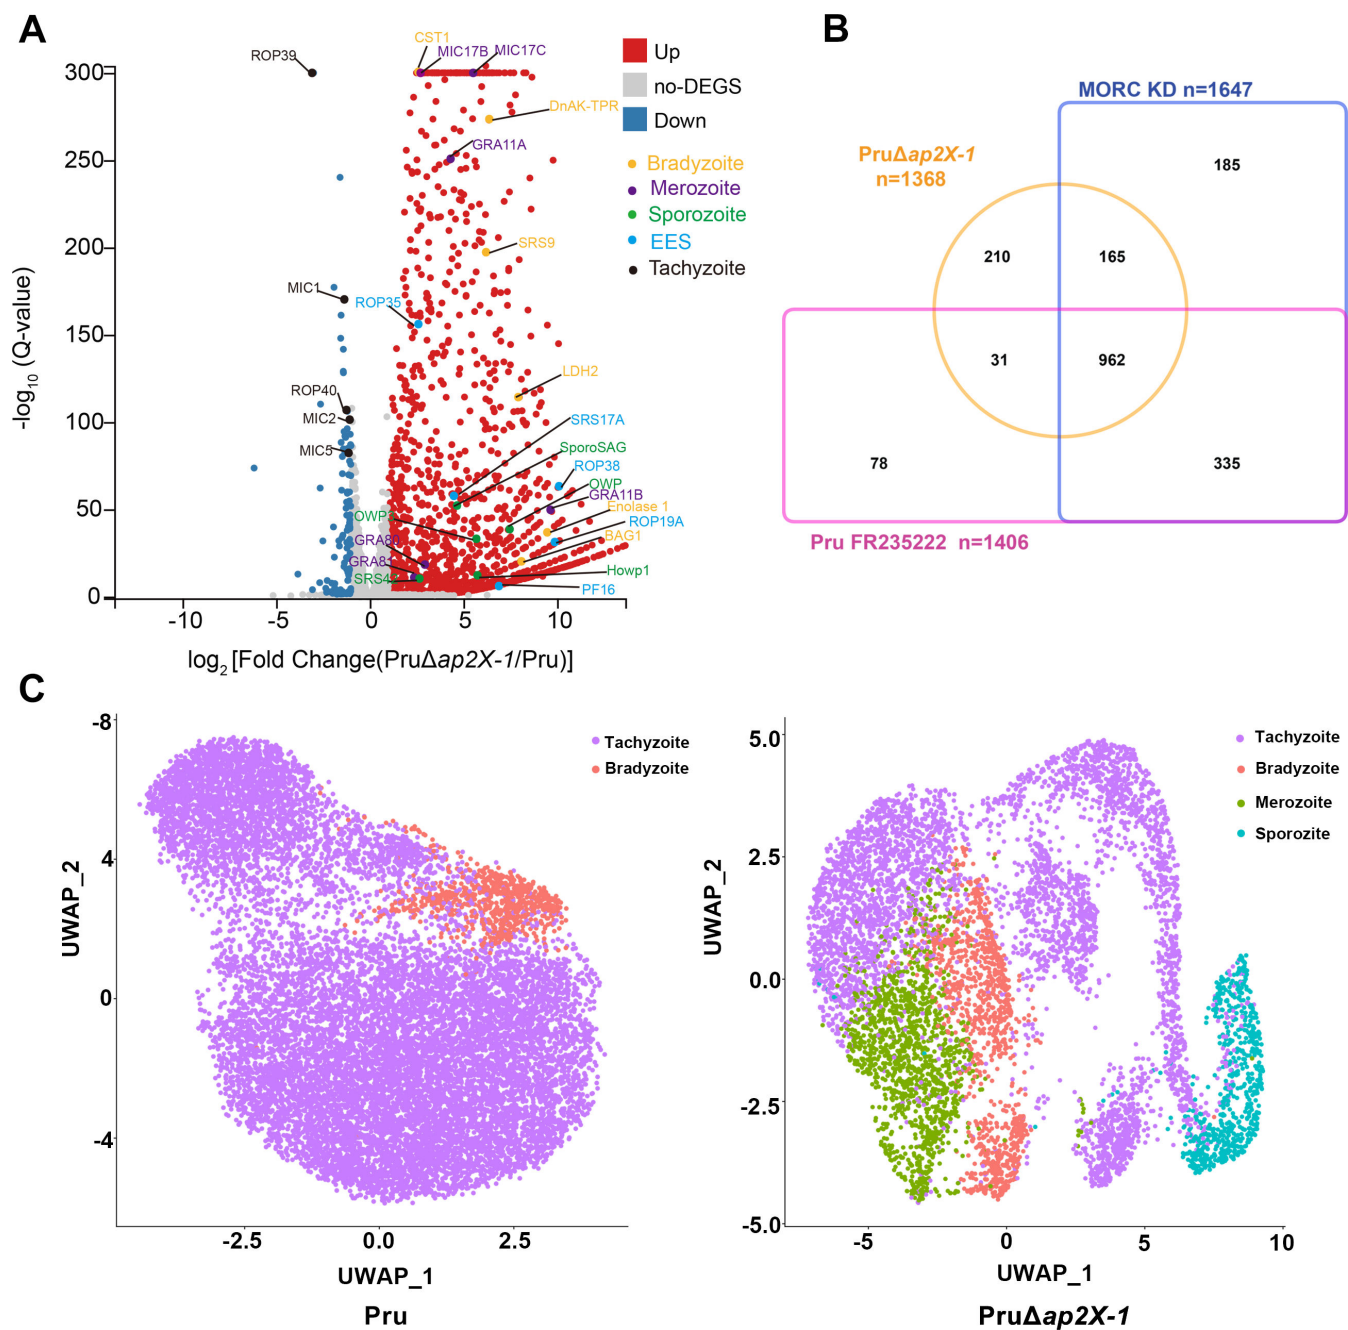 A
ROP39
CST1
MIC17B
MIC17C
DnAK-TPR
GRA11A
SRS9
MIC1
ROP35
LDH2
ROP40
MIC2
MIC5
SRS17A
SporoSAG
ROP38
OWP
GRA11B
Enolase 1
ROP19A
BAG1
GRA80
Howp1
PF16
Up
no-DEGS
Down
Bradyzoite
Merozoite
Sporozoite
EES
Tachyzoite
300
250
200
150
100
50
0
-log10 (Q-value)
-10
-5
0
5
10
log2 [Fold Change(PruΔap2X-1/Pru)]
B
MORC KD n=1647
PruΔap2X-1
n=1368
185
210
165
31
962
78
335
Pru FR235222 n=1406
C
-8
4
0
-4
UWAP_2
-2.5
0.0
2.5
UWAP_1
Pru
Tachyzoite
Bradyzoite
5.0
2.5
0.0
-2.5
-5.0
UWAP_2
-5
0
5
10
UWAP_1
PruΔap2X-1
Tachyzoite
Bradyzoite
Merozoite
Sporozite